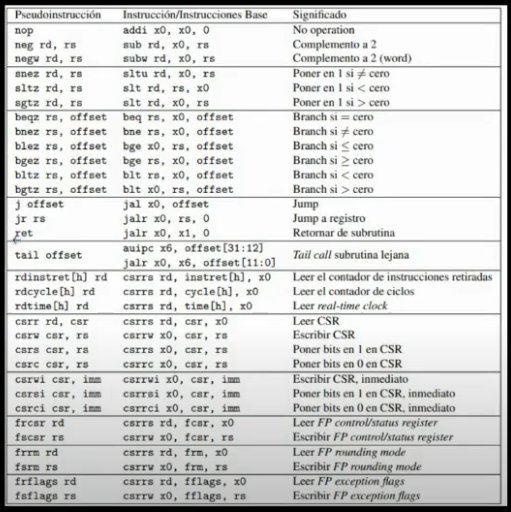 Pseudoinstrucción Instrucción/Instrucciones Base Significado
nop addi x0, x0, 0 No operation
neg rd, rs sub rd, x0, rs Complemento a 2
negw rd, rs subw rd, x0, rs Complemento a 2 (word)
snez rd, rs sltu rd, x0, rs Poner en 1 si ≠ cero
sltz rd, rs slt rd, rs, x0 Poner en 1 si < cero
sgtz rd, rs slt rd, x0, rs Poner en 1 si > cero
beqz rs, offset beq rs, x0, offset Branch si = cero
bnez rs, offset bne rs, x0, offset Branch si ≠ cero
blez rs, offset bge x0, rs, offset Branch si ≤ cero
bgez rs, offset bge rs, x0, offset Branch si ≥ cero
bltz rs, offset blt rs, x0, offset Branch si < cero
bgtz rs, offset blt x0, rs, offset Branch si > cero
j offset jal x0, offset Jump
jr rs jalr x0, rs, 0 Jump a registro
ret jalr x0, x1, 0 Retornar de subrutina
tail offset auipc x6, offset[31:12] Tail call subrutina lejana
jalr x0, x6, offset[11:0]
rdinstret[h] rd csrrs rd, instret[h], x0 Leer el contador de instrucciones retiradas
rdcycle[h] rd csrrs rd, cycle[h], x0 Leer el contador de ciclos
rdtime[h] rd csrrs rd, time[h], x0 Leer real-time clock
csrr rd, csr csrrs rd, csr, x0 Leer CSR
csrw csr, rs csrrw x0, csr, rs Escribir CSR
csrs csr, rs csrrs x0, csr, rs Poner bits en 1 en CSR
csrc csr, rs csrrc x0, csr, rs Poner bits en 0 en CSR
csrwi csr, imm csrrwi x0, csr, imm Escribir CSR, inmediato
csrsi csr, imm csrrsi x0, csr, imm Poner bits en 1 en CSR, inmediato
csrci csr, imm csrrci x0, csr, imm Poner bits en 0 en CSR, inmediato
frcsr rd csrrs rd, fcsr, x0 Leer FP control/status register
fscsr rs csrrw x0, fcsr, rs Escribir FP control/status register
frrm rd csrrs rd, frm, x0 Leer FP rounding mode
fsrm rs csrrw x0, frm, rs Escribir FP rounding mode
frflags rd csrrs rd, fflags, x0 Leer FP exception flags
fsflags rs csrrw x0, fflags, rs Escribir FP exception flags